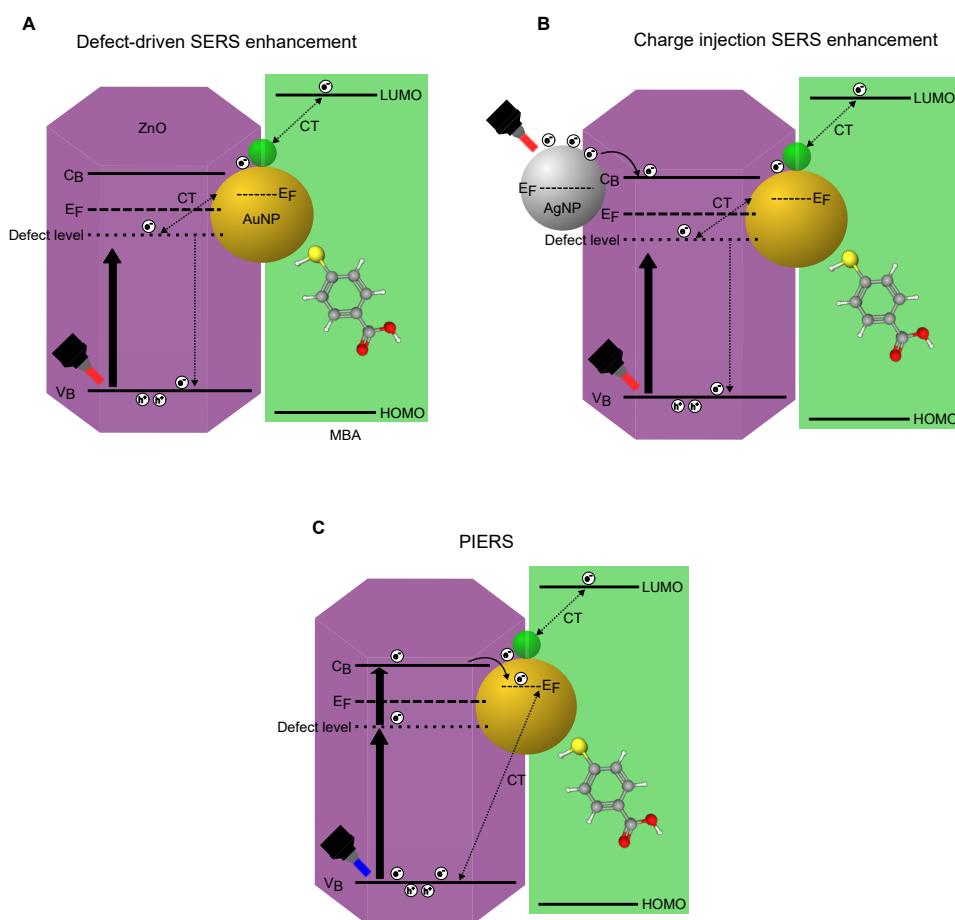 A
Defect-driven SERS enhancement
e⁻
LUMO
CT
ZnO
e⁻
CB
EF
CT
EF
e⁻
AuNP
Defect level
e⁻
VB
h⁺ h⁺
HOMO
MBA
B
Charge injection SERS enhancement
e⁻
LUMO
CT
e⁻ e⁻
e⁻
e⁻
e⁻
CB
EF
AgNP
CT
EF
EF
e⁻
Defect level
e⁻
VB
h⁺ h⁺
HOMO
C
PIERS
e⁻
LUMO
CT
e⁻
e⁻
CB
e⁻
EF
EF
e⁻
Defect level
CT
e⁻ e⁻
VB
h⁺ h⁺
HOMO